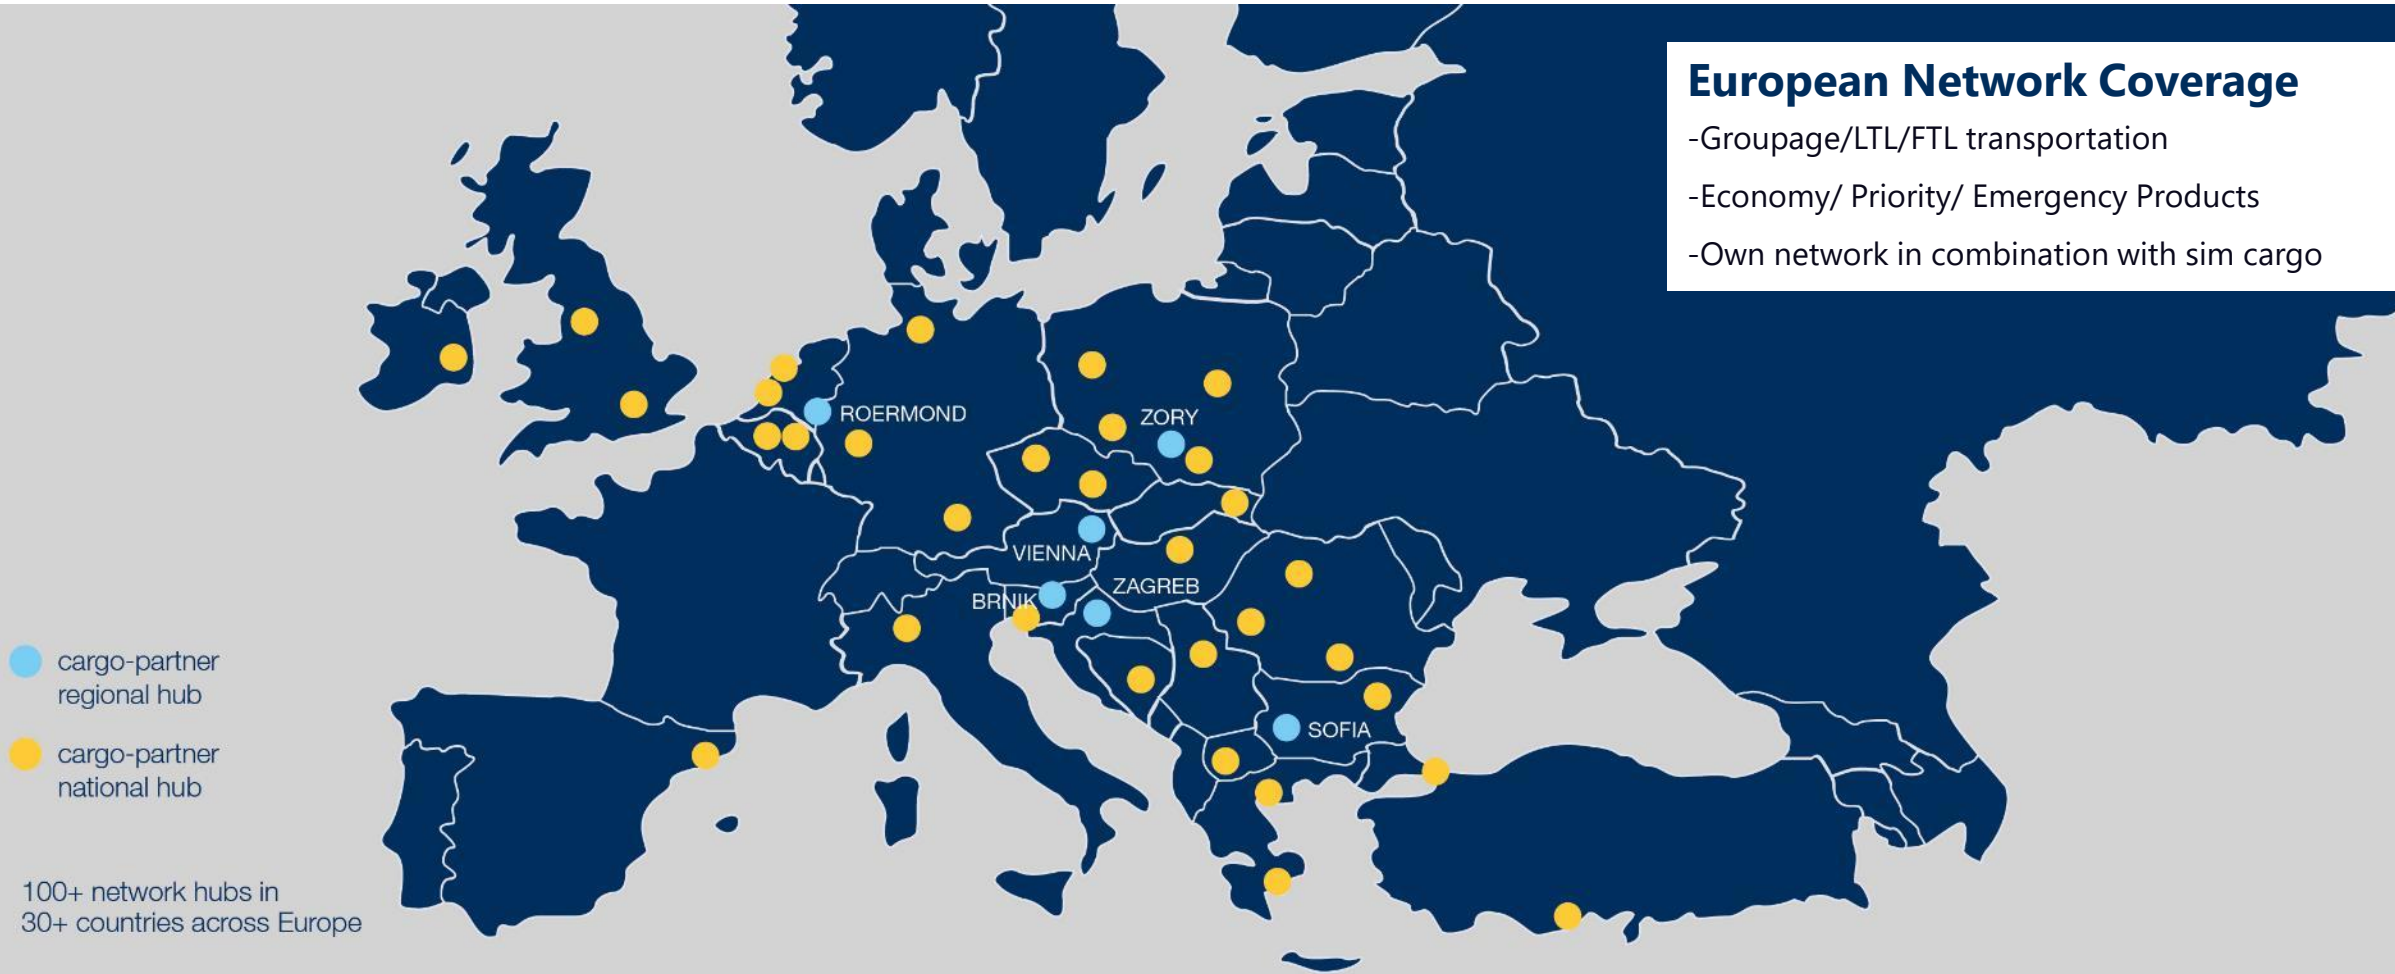 European Network Coverage
-Groupage/LTL/FTL transportation
-Economy/ Priority/ Emergency Products
-Own network in combination with sim cargo
ROERMOND
ZORY
VIENNA
ZAGREB
BRNIK
SOFIA
cargo-partner
regional hub
cargo-partner
national hub
100+ network hubs in
30+ countries across Europe